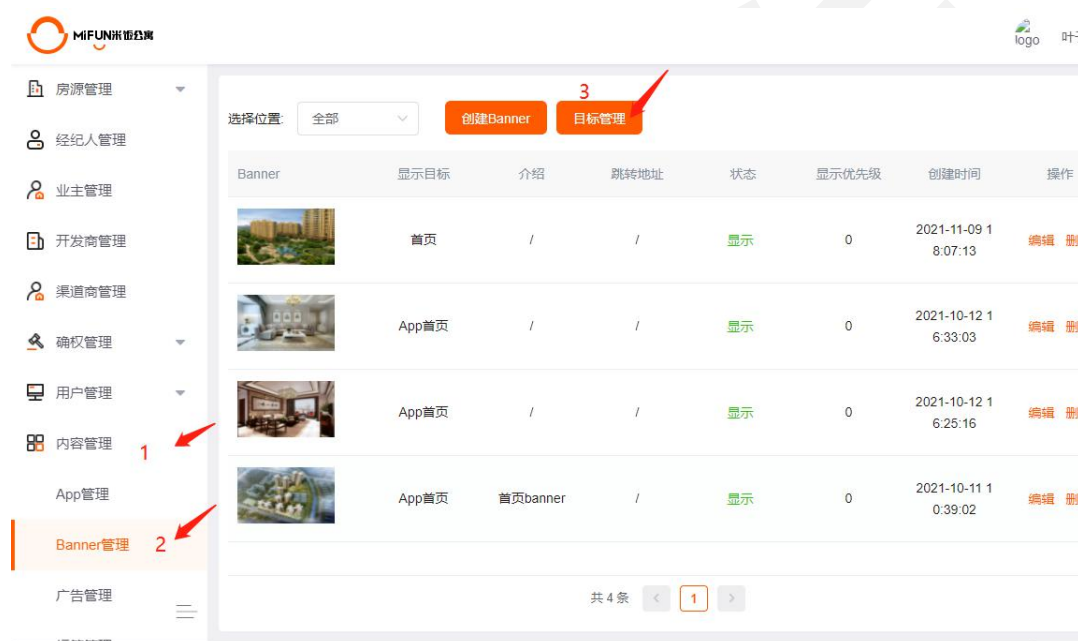 MiFUN米饭公寓
logo 叶
房源管理
经纪人管理
业主管理
开发商管理
渠道商管理
确权管理
用户管理
内容管理
1
App管理
Banner管理
2
广告管理
选择位置: 全部 创建Banner 目标管理
3
Banner 显示目标 介绍 跳转地址 状态 显示优先级 创建时间 操作
首页 / / 显示 0 2021-11-09 1
8:07:13
编辑 删
App首页 / / 显示 0 2021-10-12 1
6:33:03
编辑 删
App首页 / / 显示 0 2021-10-12 1
6:25:16
编辑 删
App首页 首页banner / 显示 0 2021-10-11 1
0:39:02
编辑 删
共 4 条 < 1 >